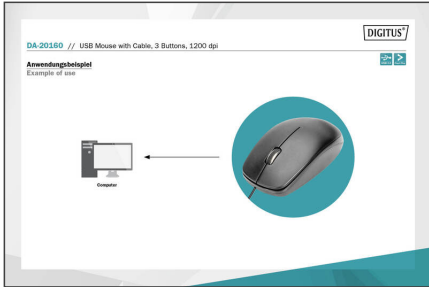 DIGITUS®
DA-20160 // USB Mouse with Cable, 3 Buttons, 1200 dpi
Anwendungsbeispiel
Example of use
Computer